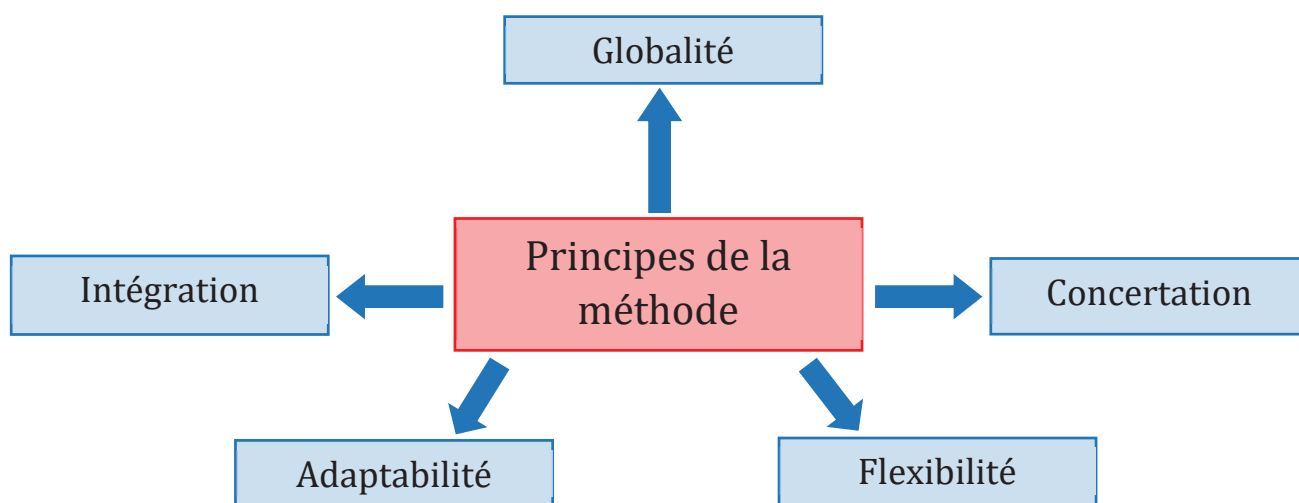 Globalité
Principes de la
méthode
Intégration
Concertation
Adaptabilité
Flexibilité